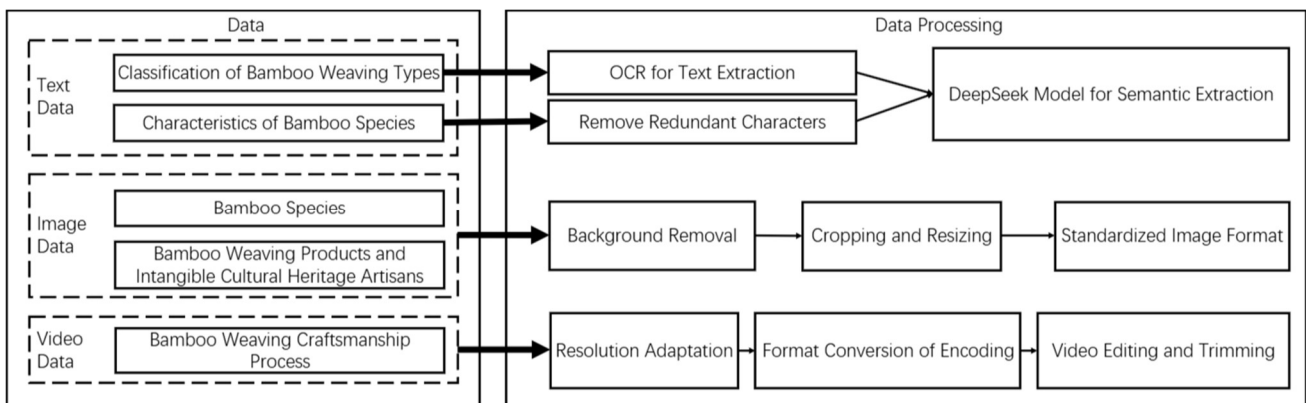 Data
Text
Data
Classification of Bamboo Weaving Types
Characteristics of Bamboo Species
Image
Data
Bamboo Species
Bamboo Weaving Products and
Intangible Cultural Heritage Artisans
Video
Data
Bamboo Weaving Craftsmanship
Process
Data Processing
OCR for Text Extraction
Remove Redundant Characters
DeepSeek Model for Semantic Extraction
Background Removal
Cropping and Resizing
Standardized Image Format
Resolution Adaptation
Format Conversion of Encoding
Video Editing and Trimming